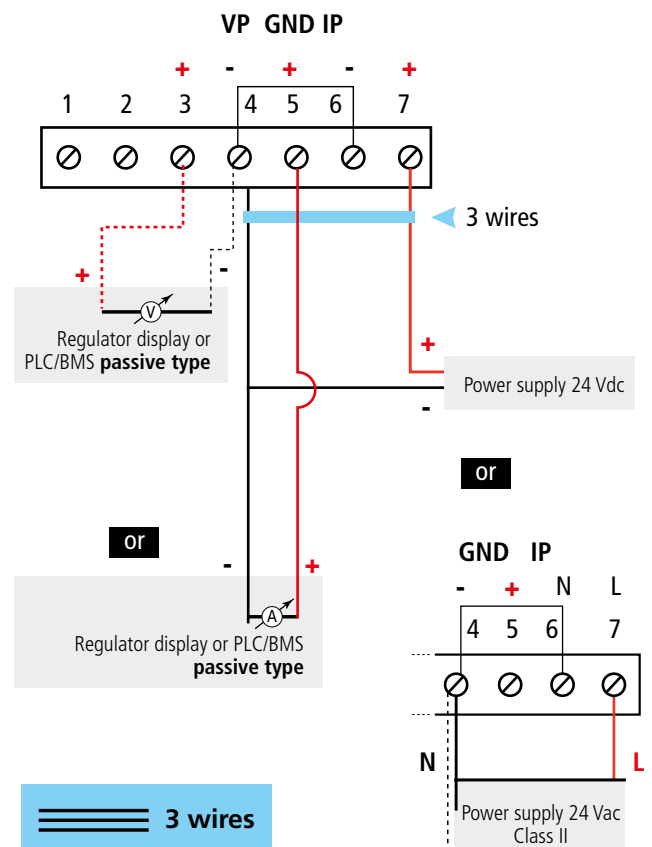 VP GND IP
+ - + - +
1 2 3 4 5 6 7
3 wires
+ -
V
Regulator display or
PLC/BMS passive type
+
Power supply 24 Vdc
-
or
or
GND IP
- + N L
4 5 6 7
- +
A
Regulator display or PLC/BMS
passive type
N L
Power supply 24 Vac
Class II
3 wires